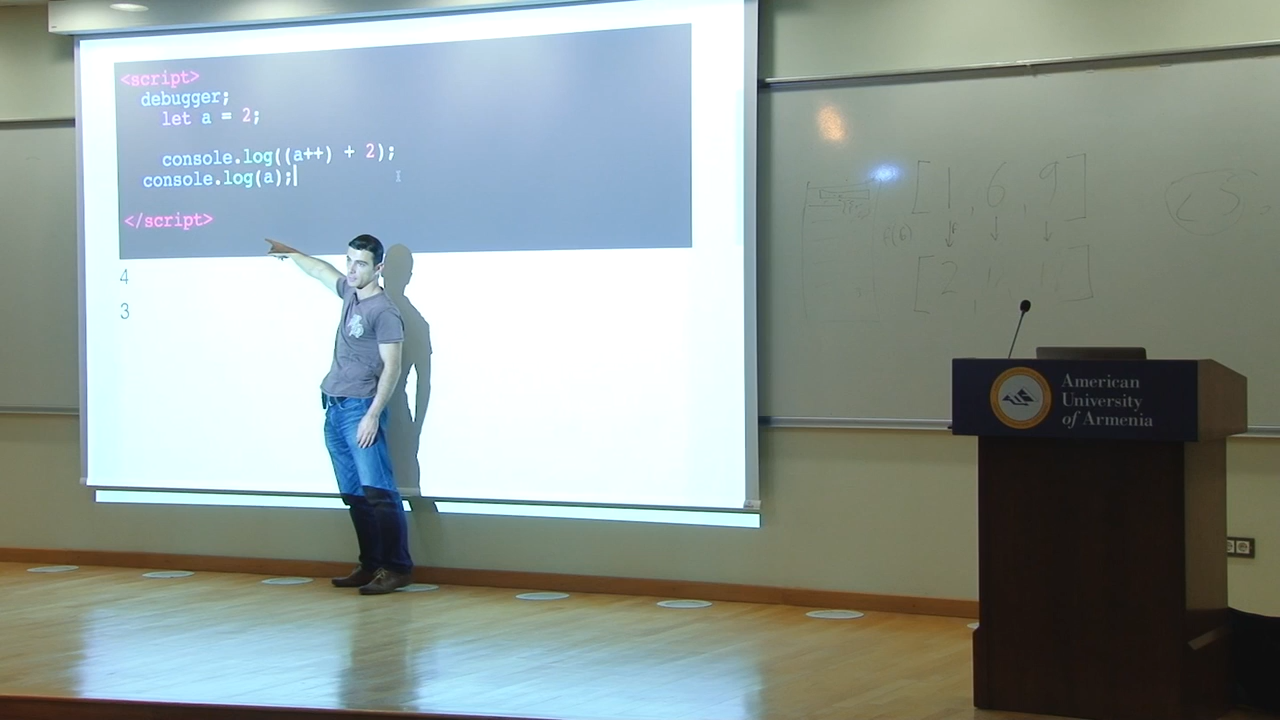 <script>
debugger;
let a = 2;
console.log((a++) + 2);
console.log(a);
</script>
4
3
[1, 6, 9]
[2,
American
University
of Armenia